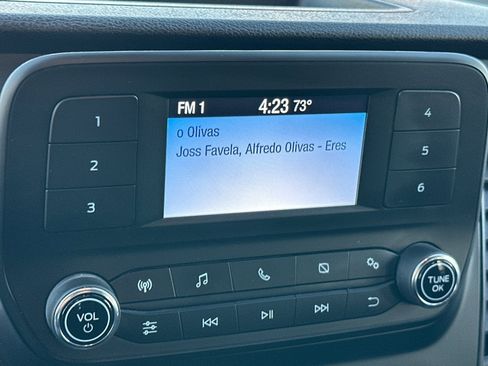 FM 1 4:23 73°
o Olivas
Joss Favela, Alfredo Olivas - Eres
1
2
3
4
5
6
VOL
TUNE
OK